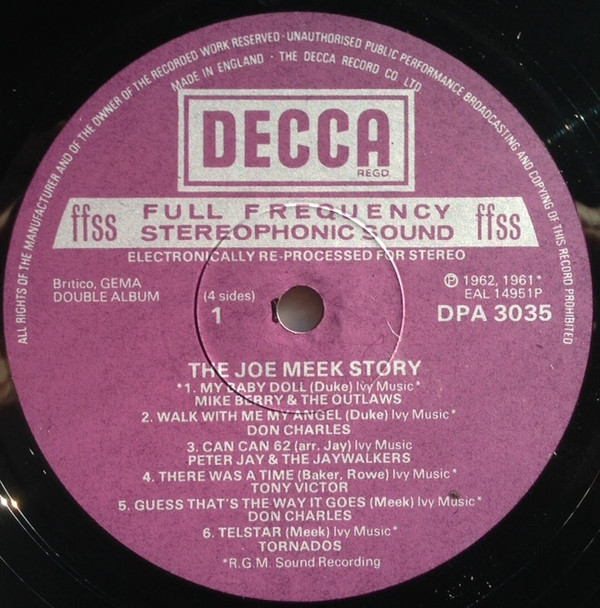 ALL RIGHTS OF THE MANUFACTURER AND OF THE OWNER OF THE RECORDED WORK RESERVED · UNAUTHORISED PUBLIC PERFORMANCE BROADCASTING AND COPYING OF THIS RECORD PROHIBITED
MADE IN ENGLAND · THE DECCA RECORD CO LTD
DECCA
REGD.
ffss FULL FREQUENCY STEREOPHONIC SOUND ffss
ELECTRONICALLY RE-PROCESSED FOR STEREO
Britico, GEMA
DOUBLE ALBUM
(4 sides)
1
℗ 1962, 1961*
EAL 14951P
DPA 3035
THE JOE MEEK STORY
*1. MY BABY DOLL (Duke) Ivy Music*
MIKE BERRY & THE OUTLAWS
2. WALK WITH ME MY ANGEL (Duke) Ivy Music*
DON CHARLES
3. CAN CAN 62 (arr. Jay) Ivy Music
PETER JAY & THE JAYWALKERS
4. THERE WAS A TIME (Baker, Rowe) Ivy Music*
TONY VICTOR
5. GUESS THAT'S THE WAY IT GOES (Meek) Ivy Music*
DON CHARLES
6. TELSTAR (Meek) Ivy Music*
TORNADOS
*R.G.M. Sound Recording